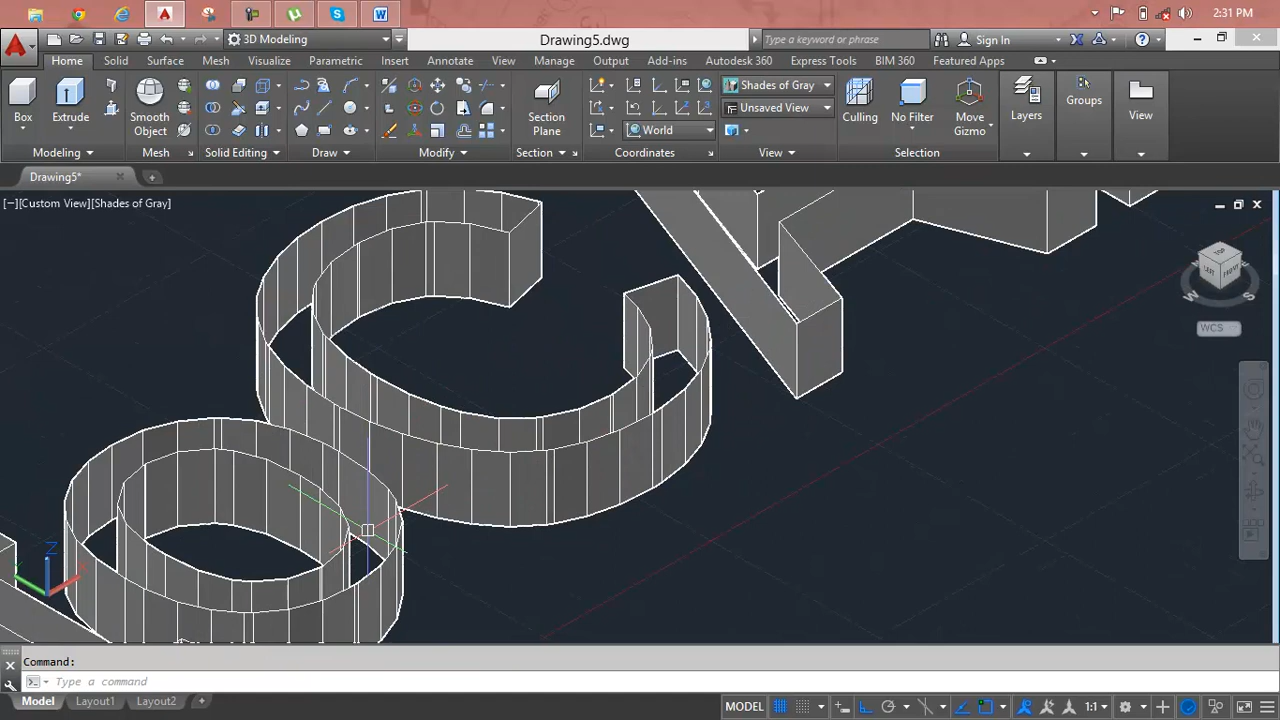 2:31 PM
3D Modeling
Drawing5.dwg
Type a keyword or phrase
Sign In
Home
Solid
Surface
Mesh
Visualize
Parametric
Insert
Annotate
View
Manage
Output
Add-ins
Autodesk 360
Express Tools
BIM 360
Featured Apps
Box
Extrude
Smooth
Object
Section
Plane
Shades of Gray
Unsaved View
World
Culling
No Filter
Move
Gizmo
Layers
Groups
View
Modeling
Mesh
Solid Editing
Draw
Modify
Section
Coordinates
View
Selection
Drawing5*
[−][Custom View][Shades of Gray]
TOP
LEFT
FRONT
W
S
WCS
Z
Command:
Type a command
Model
Layout1
Layout2
MODEL
1:1